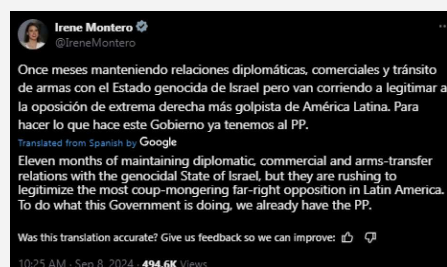 Irene Montero
@IreneMontero
Once meses manteniendo relaciones diplomáticas, comerciales y tránsito
de armas con el Estado genocida de Israel pero van corriendo a legitimar a
la oposición de extrema derecha más golpista de América Latina. Para
hacer lo que hace este Gobierno ya tenemos al PP.
Translated from Spanish by Google
Eleven months of maintaining diplomatic, commercial and arms-transfer
relations with the genocidal State of Israel, but they are rushing to
legitimize the most coup-mongering far-right opposition in Latin America.
To do what this Government is doing, we already have the PP.
Was this translation accurate? Give us feedback so we can improve:
10:25 AM · Sep 8, 2024 · 494.6K Views